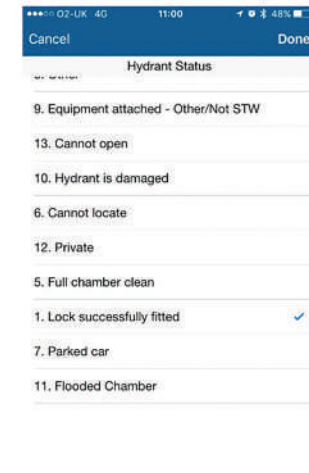 O2-UK 4G 11:00 48%
Cancel Done
Hydrant Status
9. Equipment attached - Other/Not STW
13. Cannot open
10. Hydrant is damaged
6. Cannot locate
12. Private
5. Full chamber clean
1. Lock successfully fitted
7. Parked car
11. Flooded Chamber